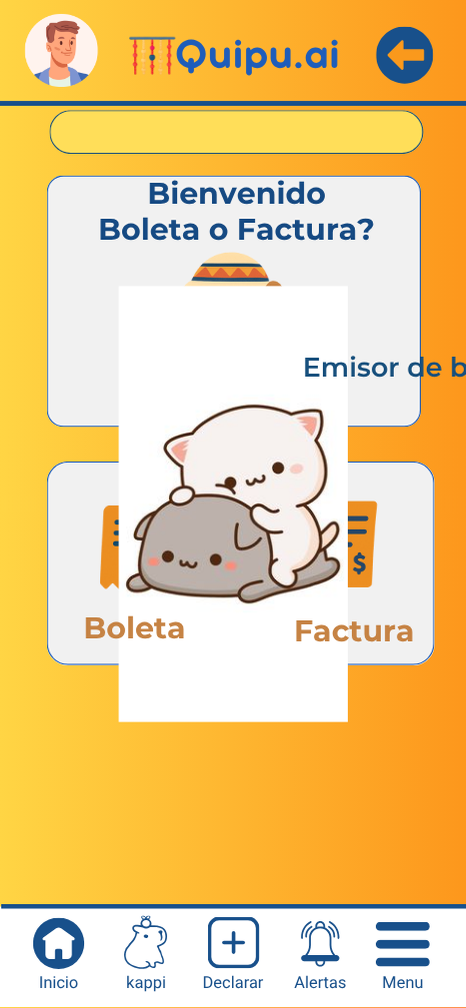 Quipu.ai
Bienvenido
Boleta o Factura?
Emisor de b
$
Boleta
Factura
Inicio
kappi
Declarar
Alertas
Menu